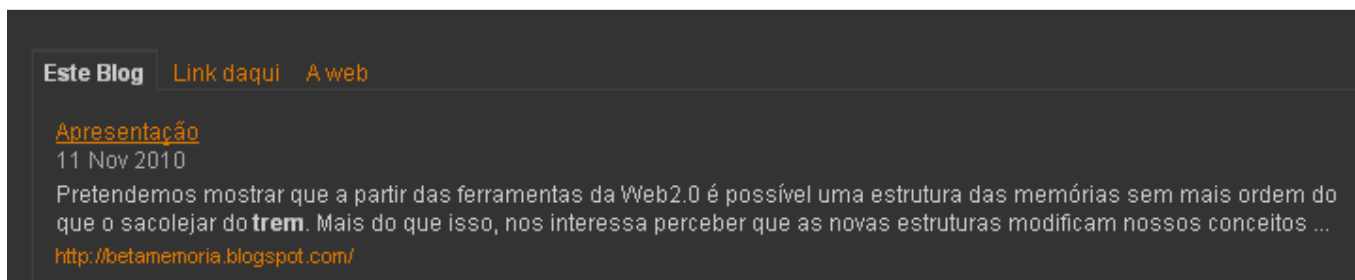 Este Blog Link daqui A web
Apresentação
11 Nov 2010
Pretendemos mostrar que a partir das ferramentas da Web2.0 é possível uma estrutura das memórias sem mais ordem do
que o sacolejar do trem. Mais do que isso, nos interessa perceber que as novas estruturas modificam nossos conceitos ...
http://betamemoria.blogspot.com/